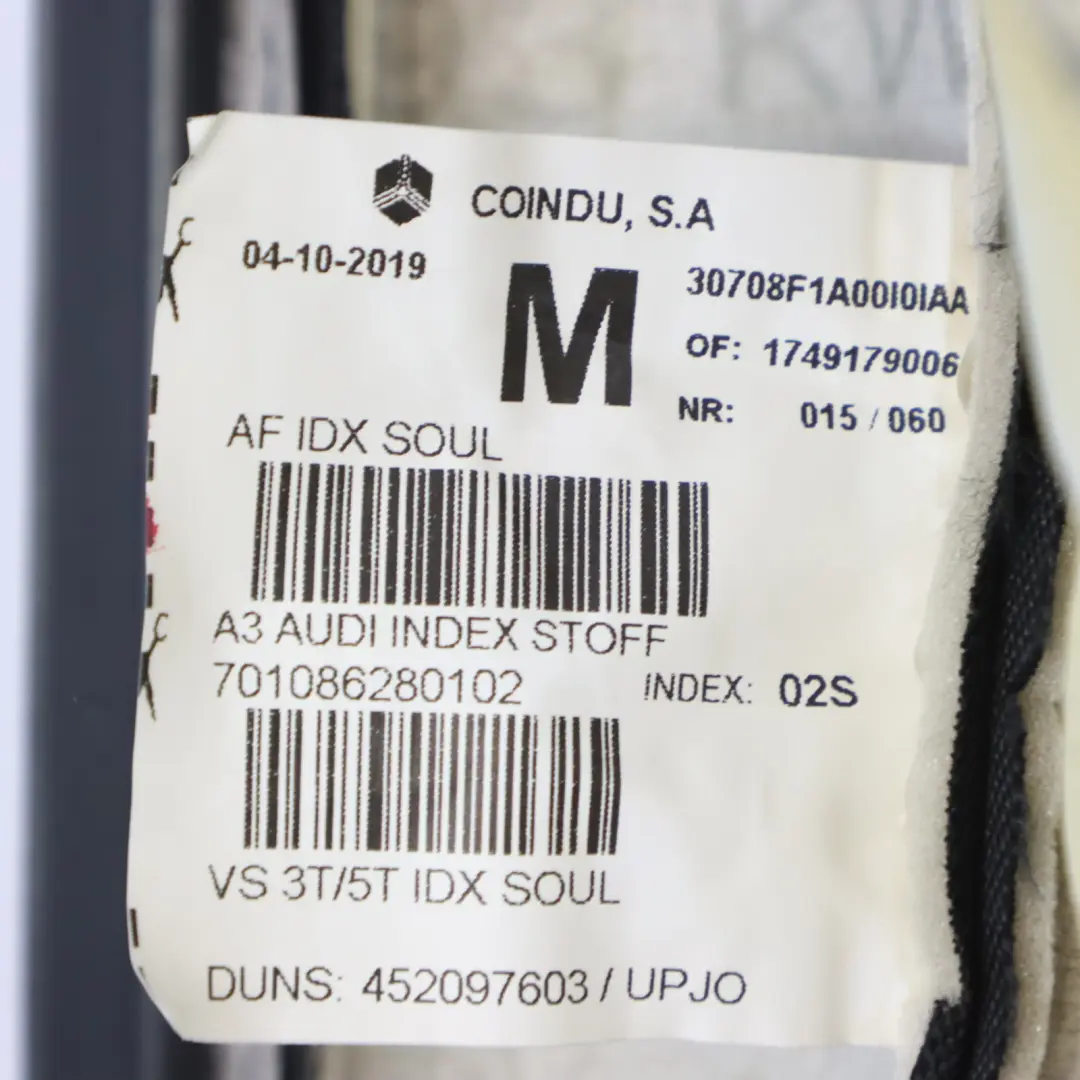 COINDU, S.A
04-10-2019
M
30708F1A00I0IAA
OF: 1749179006
NR: 015 / 060
AF IDX SOUL
A3 AUDI INDEX STOFF
701086280102 INDEX: 02S
VS 3T/5T IDX SOUL
DUNS: 452097603 / UPJO